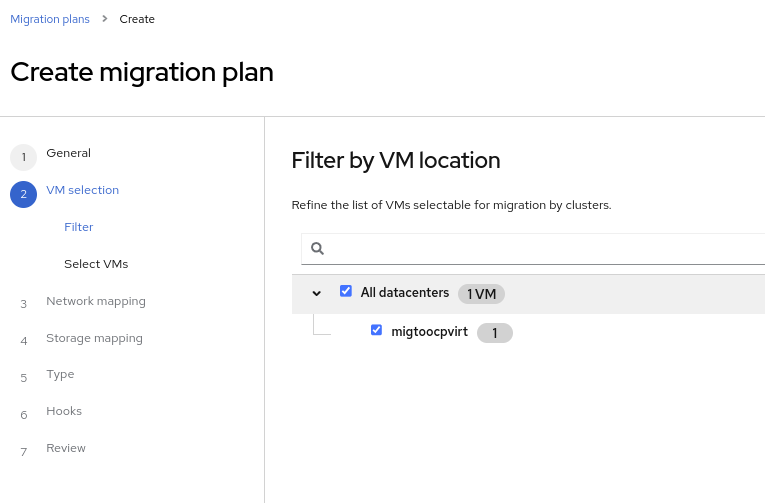 Migration plans > Create
Create migration plan
1 General
2 VM selection
Filter
Select VMs
3 Network mapping
4 Storage mapping
5 Type
6 Hooks
7 Review
Filter by VM location
Refine the list of VMs selectable for migration by clusters.
All datacenters 1 VM
migtoocpvirt 1